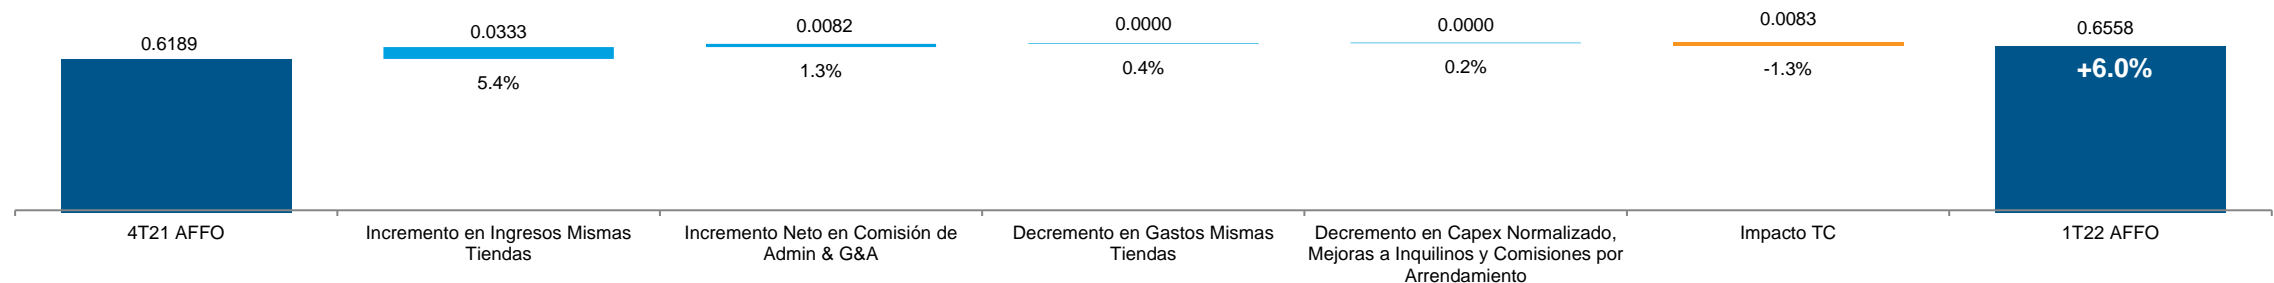 0.6189
0.0333
5.4%
0.0082
1.3%
0.0000
0.4%
0.0000
0.2%
0.0083
-1.3%
0.6558
+6.0%
4T21 AFFO
Incremento en Ingresos Mismas
Tiendas
Incremento Neto en Comisión de
Admin & G&A
Decremento en Gastos Mismas
Tiendas
Decremento en Capex Normalizado,
Mejoras a Inquilinos y Comisiones por
Arrendamiento
Impacto TC
1T22 AFFO